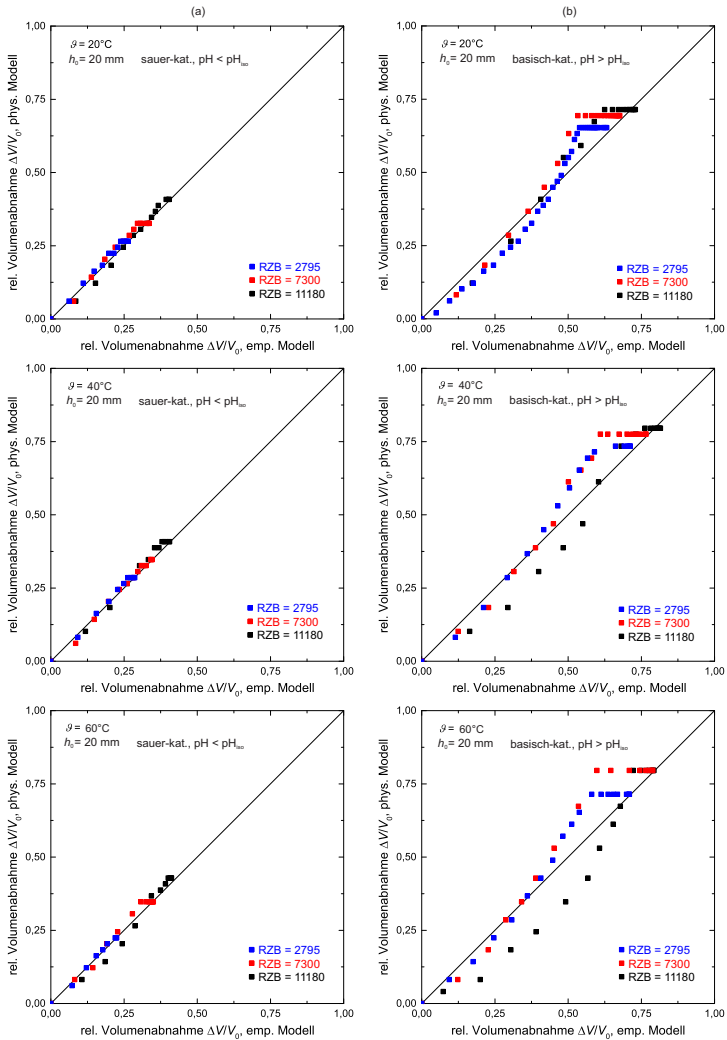 (a)
(b)
1,00
0,75
0,50
0,25
0,00
0,00
0,25
0,50
0,75
1,00
rel. Volumenabnahme ΔV/V₀, phys. Modell
rel. Volumenabnahme ΔV/V₀, emp. Modell
ϑ = 20°C
h₀ = 20 mm sauer-kat., pH < pHiso
RZB = 2795
RZB = 7300
RZB = 11180
1,00
0,75
0,50
0,25
0,00
0,00
0,25
0,50
0,75
1,00
rel. Volumenabnahme ΔV/V₀, phys. Modell
rel. Volumenabnahme ΔV/V₀, emp. Modell
ϑ = 20°C
h₀ = 20 mm basisch-kat., pH > pHiso
RZB = 2795
RZB = 7300
RZB = 11180
1,00
0,75
0,50
0,25
0,00
0,00
0,25
0,50
0,75
1,00
rel. Volumenabnahme ΔV/V₀, phys. Modell
rel. Volumenabnahme ΔV/V₀, emp. Modell
ϑ = 40°C
h₀ = 20 mm sauer-kat., pH < pHiso
RZB = 2795
RZB = 7300
RZB = 11180
1,00
0,75
0,50
0,25
0,00
0,00
0,25
0,50
0,75
1,00
rel. Volumenabnahme ΔV/V₀, phys. Modell
rel. Volumenabnahme ΔV/V₀, emp. Modell
ϑ = 40°C
h₀ = 20 mm basisch-kat., pH > pHiso
RZB = 2795
RZB = 7300
RZB = 11180
1,00
0,75
0,50
0,25
0,00
0,00
0,25
0,50
0,75
1,00
rel. Volumenabnahme ΔV/V₀, phys. Modell
rel. Volumenabnahme ΔV/V₀, emp. Modell
ϑ = 60°C
h₀ = 20 mm sauer-kat., pH < pHiso
RZB = 2795
RZB = 7300
RZB = 11180
1,00
0,75
0,50
0,25
0,00
0,00
0,25
0,50
0,75
1,00
rel. Volumenabnahme ΔV/V₀, phys. Modell
rel. Volumenabnahme ΔV/V₀, emp. Modell
ϑ = 60°C
h₀ = 20 mm basisch-kat., pH > pHiso
RZB = 2795
RZB = 7300
RZB = 11180